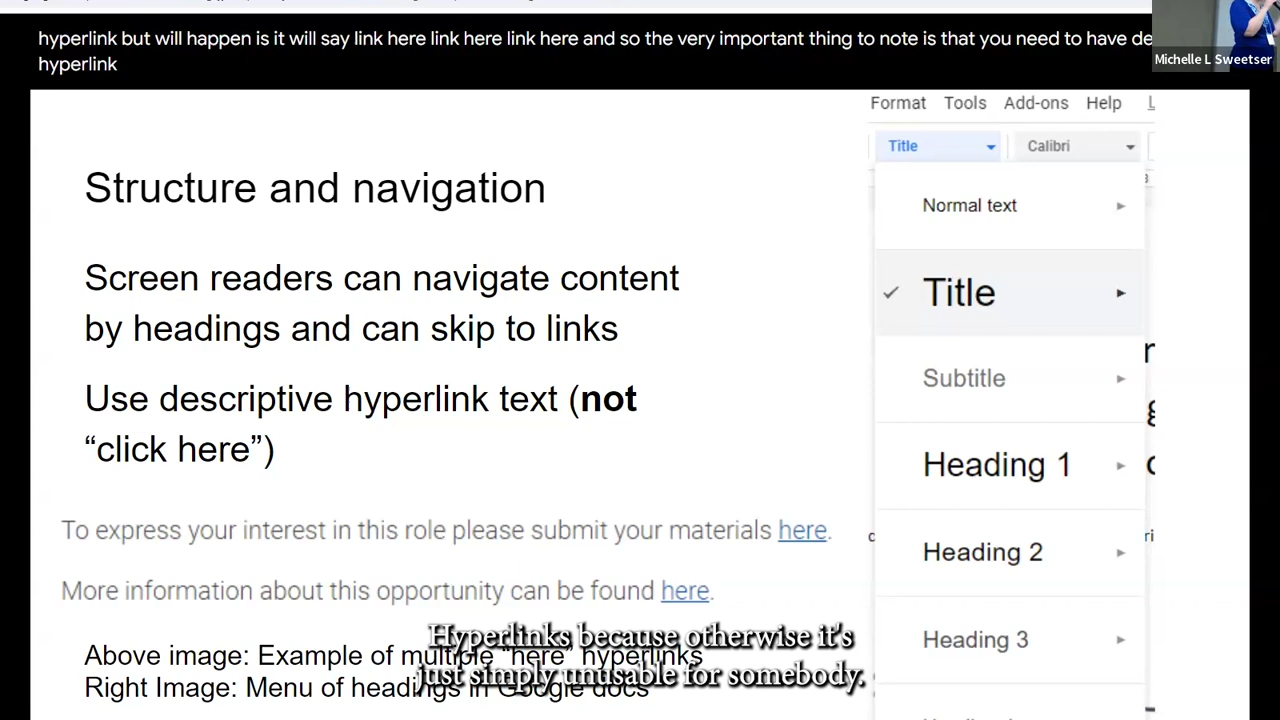 hyperlink but will happen is it will say link here link here link here and so the very important thing to note is that you need to have de
hyperlink
Michelle L Sweetser
Structure and navigation
Screen readers can navigate content
by headings and can skip to links
Use descriptive hyperlink text (not
“click here”)
To express your interest in this role please submit your materials here.
More information about this opportunity can be found here.
Above image: Example of multiple “here” hyperlinks
Right Image: Menu of headings in Google docs
Hyperlinks because otherwise it's
just simply unusable for somebody.
Format Tools Add-ons Help
Title Calibri
Normal text
Title
Subtitle
Heading 1
Heading 2
Heading 3